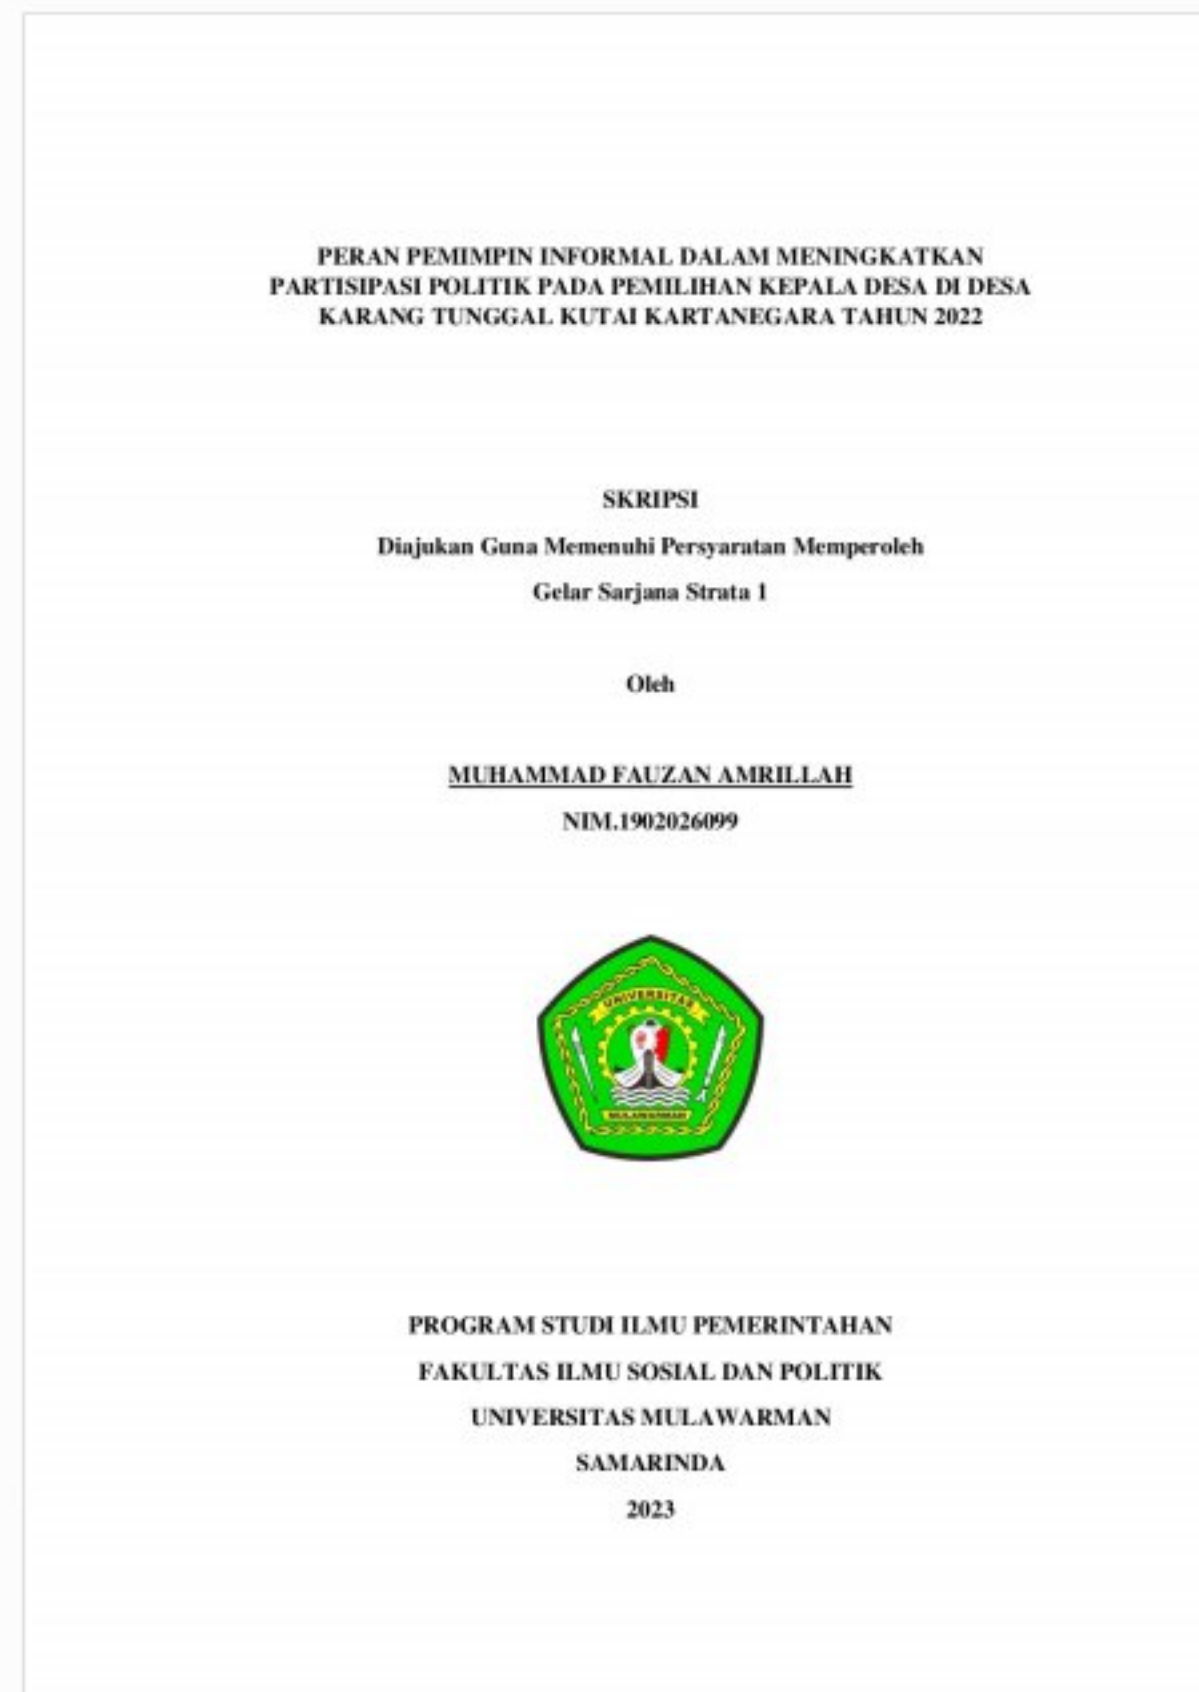 PERAN PEMIMPIN INFORMAL DALAM MENINGKATKAN
PARTISIPASI POLITIK PADA PEMILIHAN KEPALA DESA DI DESA
KARANG TUNGGAL KUTAI KARTANEGARA TAHUN 2022
SKRIPSI
Diajukan Guna Memenuhi Persyaratan Memperoleh
Gelar Sarjana Strata 1
Oleh
MUHAMMAD FAUZAN AMRILLAH
NIM.1902026099
UNIVERSITAS
MULAWARMAN
PROGRAM STUDI ILMU PEMERINTAHAN
FAKULTAS ILMU SOSIAL DAN POLITIK
UNIVERSITAS MULAWARMAN
SAMARINDA
2023